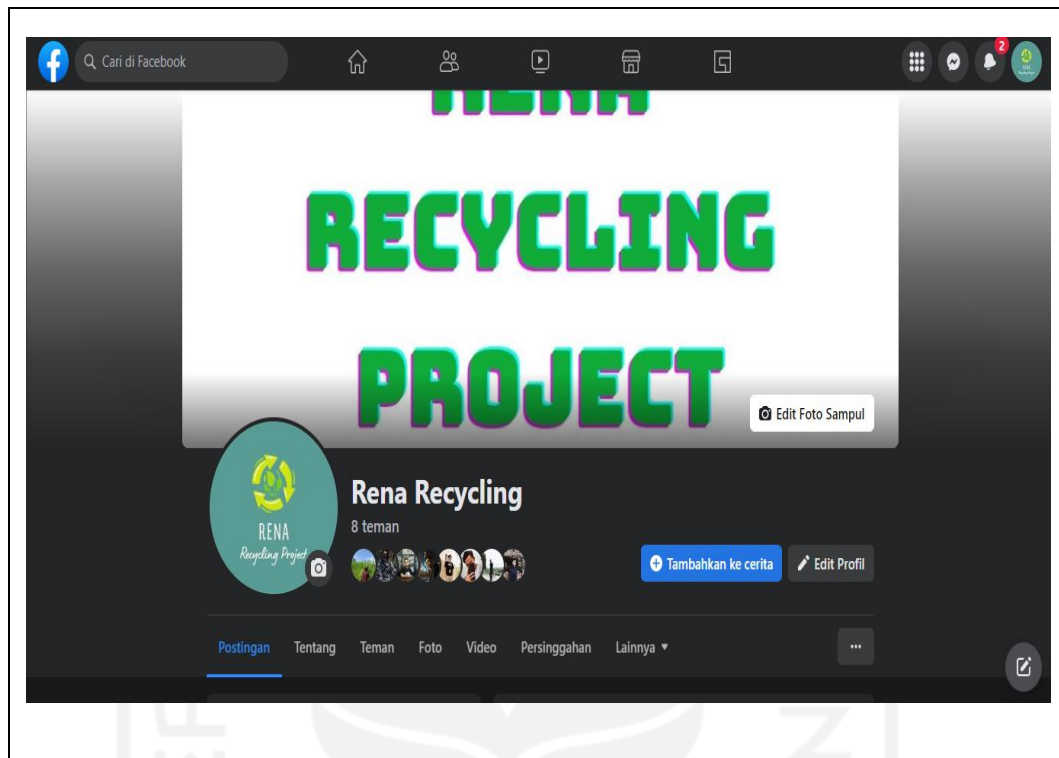 Cari di Facebook
2
RENA
RECYCLING
PROJECT
Edit Foto Sampul
RENA
Recycling Project
Rena Recycling
8 teman
Tambahkan ke cerita
Edit Profil
Postingan Tentang Teman Foto Video Persinggahan Lainnya